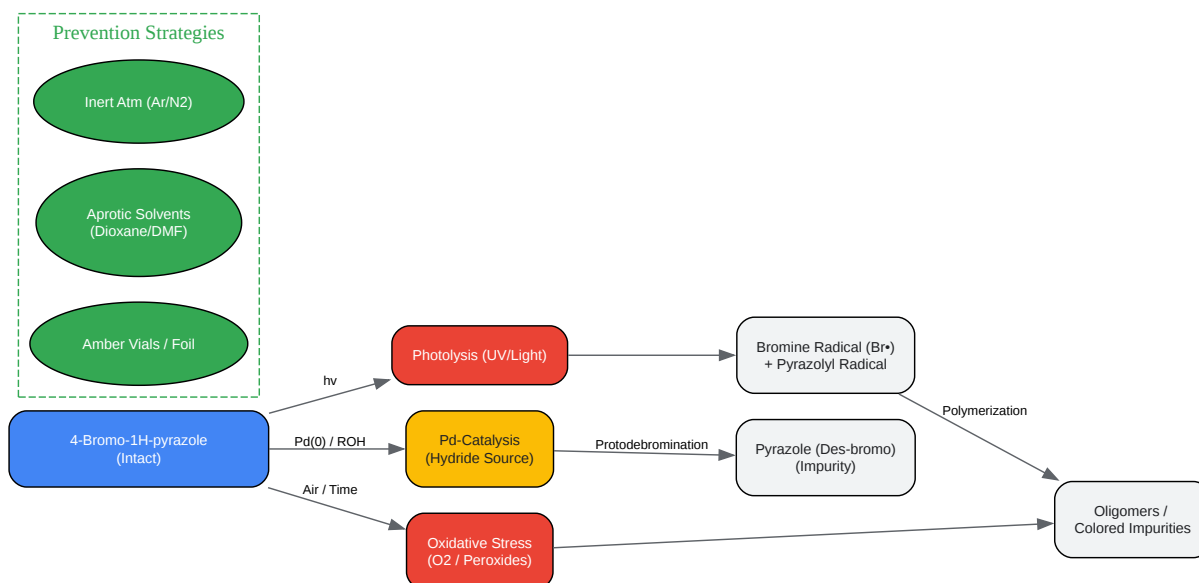 Prevention Strategies
Inert Atm (Ar/N2)
Aprotic Solvents
(Dioxane/DMF)
Amber Vials / Foil
4-Bromo-1H-pyrazole
(Intact)
hv
Pd(0) / ROH
Air / Time
Photolysis (UV/Light)
Pd-Catalysis
(Hydride Source)
Oxidative Stress
(O2 / Peroxides)
Protodebromination
Bromine Radical (Br•)
+ Pyrazolyl Radical
Pyrazole (Des-bromo)
(Impurity)
Polymerization
Oligomers /
Colored Impurities